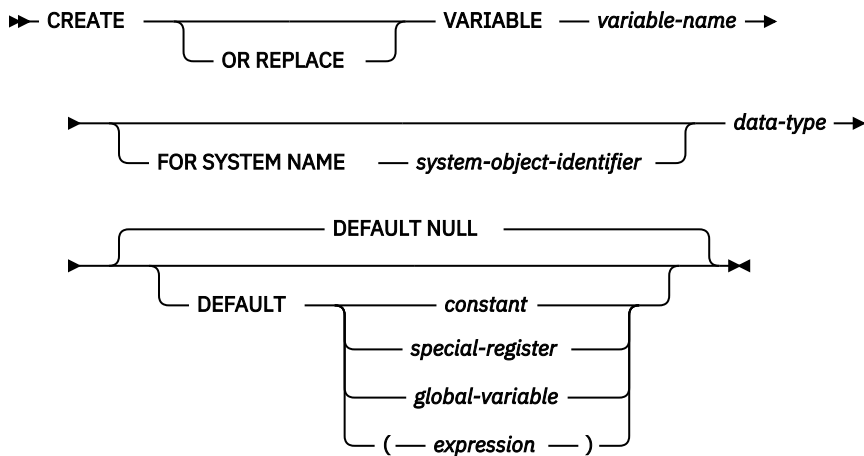 CREATE VARIABLE variable-name
OR REPLACE
data-type
FOR SYSTEM NAME system-object-identifier
DEFAULT NULL
DEFAULT constant
special-register
global-variable
( expression )